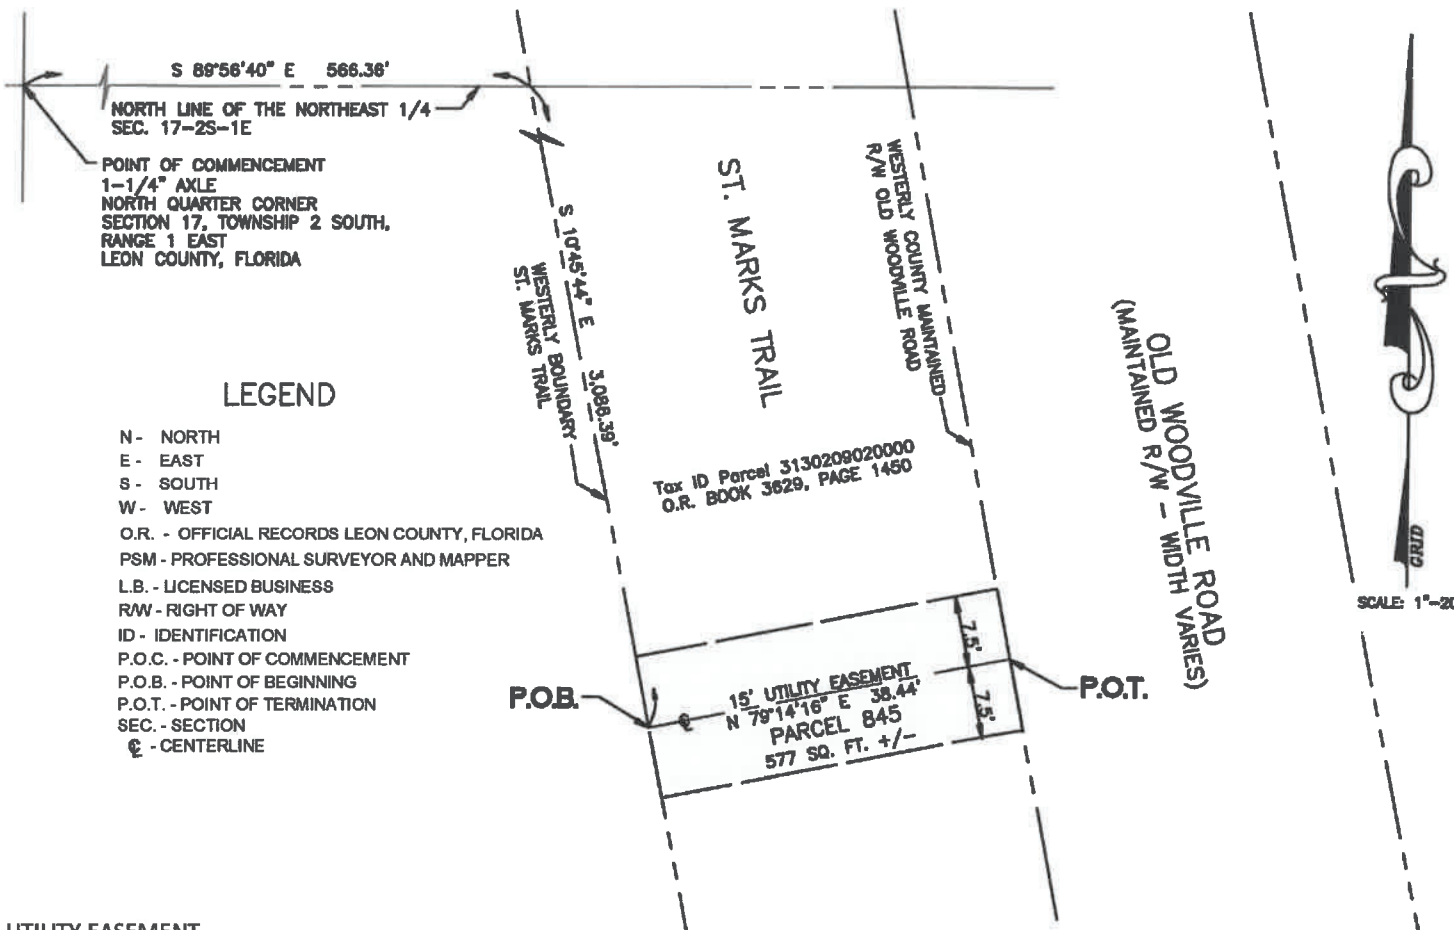 S 89°56'40" E 566.36'
NORTH LINE OF THE NORTHEAST 1/4
SEC. 17-2S-1E
POINT OF COMMENCEMENT
1-1/4" AXLE
NORTH QUARTER CORNER
SECTION 17, TOWNSHIP 2 SOUTH,
RANGE 1 EAST
LEON COUNTY, FLORIDA
S 10°45'44" E 3,086.39'
WESTERLY BOUNDARY
ST. MARKS TRAIL
ST. MARKS TRAIL
WESTERLY COUNTY MAINTAINED
R/W OLD WOODVILLE ROAD
OLD WOODVILLE ROAD
(MAINTAINED R/W - WIDTH VARIES)
GRID
SCALE: 1"-20
Tax ID Parcel 3130209020000
O.R. BOOK 3629, PAGE 1450
LEGEND
N - NORTH
E - EAST
S - SOUTH
W - WEST
O.R. - OFFICIAL RECORDS LEON COUNTY, FLORIDA
PSM - PROFESSIONAL SURVEYOR AND MAPPER
L.B. - LICENSED BUSINESS
R/W - RIGHT OF WAY
ID - IDENTIFICATION
P.O.C. - POINT OF COMMENCEMENT
P.O.B. - POINT OF BEGINNING
P.O.T. - POINT OF TERMINATION
SEC. - SECTION
℄ - CENTERLINE
P.O.B.
℄
15' UTILITY EASEMENT
N 79°14'16" E 38.44'
PARCEL 845
577 SQ. FT. +/-
7.5'
7.5'
P.O.T.
UTILITY EASEMENT